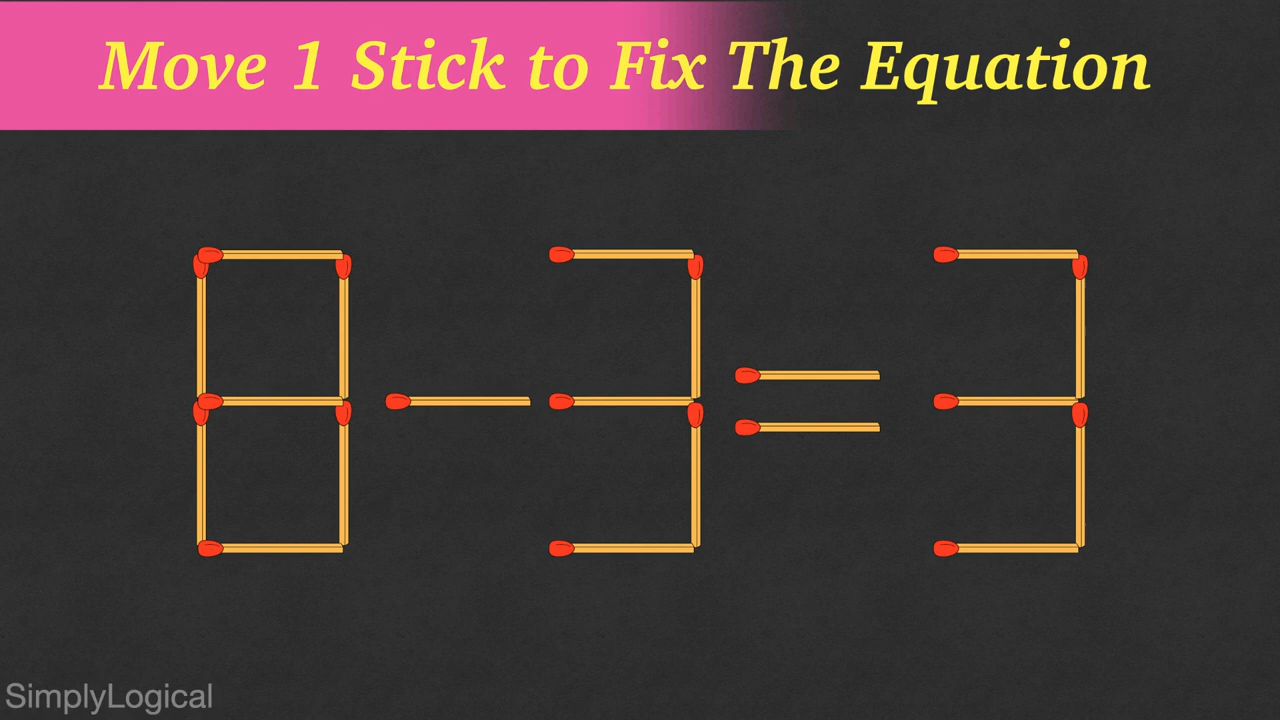 Move 1 Stick to Fix The Equation
8 - 3 = 3
SimplyLogical